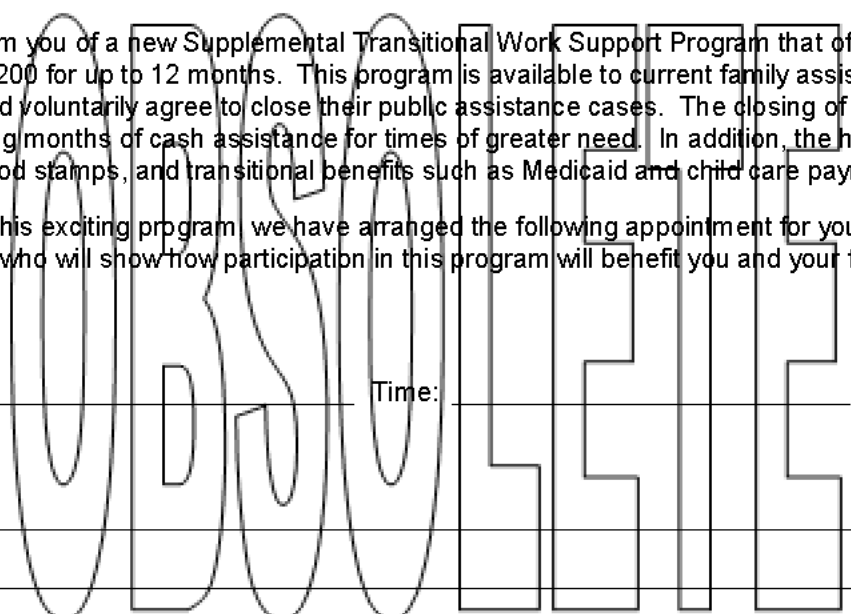 m you of a new Supplemental Transitional Work Support Program that of
200 for up to 12 months.  This program is available to current family assis
d voluntarily agree to close their public assistance cases.  The closing of
g months of cash assistance for times of greater need.  In addition, the h
od stamps, and transitional benefits such as Medicaid and child care pay
his exciting program, we have arranged the following appointment for you
who will show how participation in this program will benefit you and your f
Time:
OBSOLETE